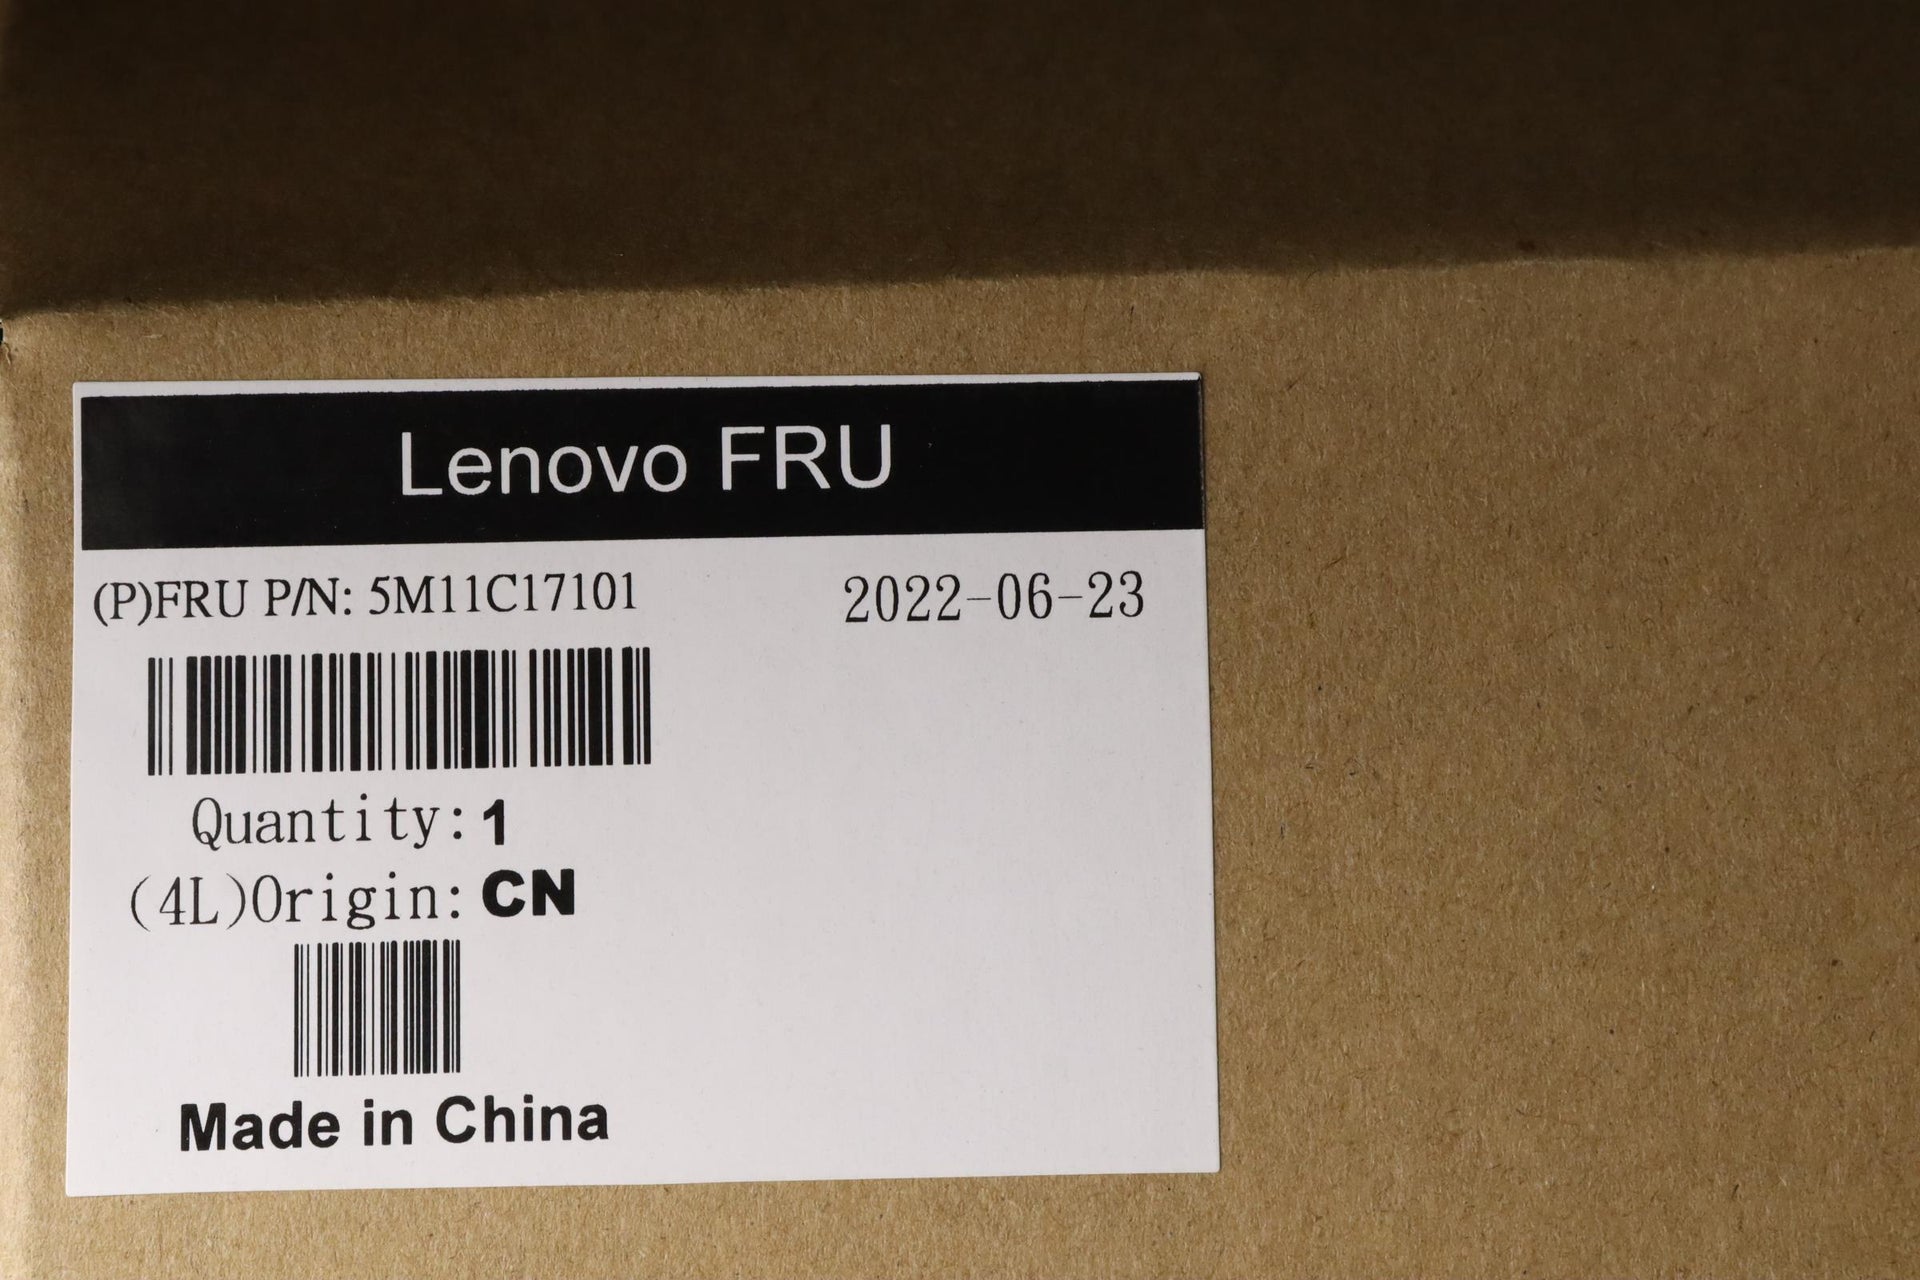 Lenovo FRU
(P)FRU P/N: 5M11C17101
2022-06-23
Quantity: 1
(4L)Origin: CN
Made in China